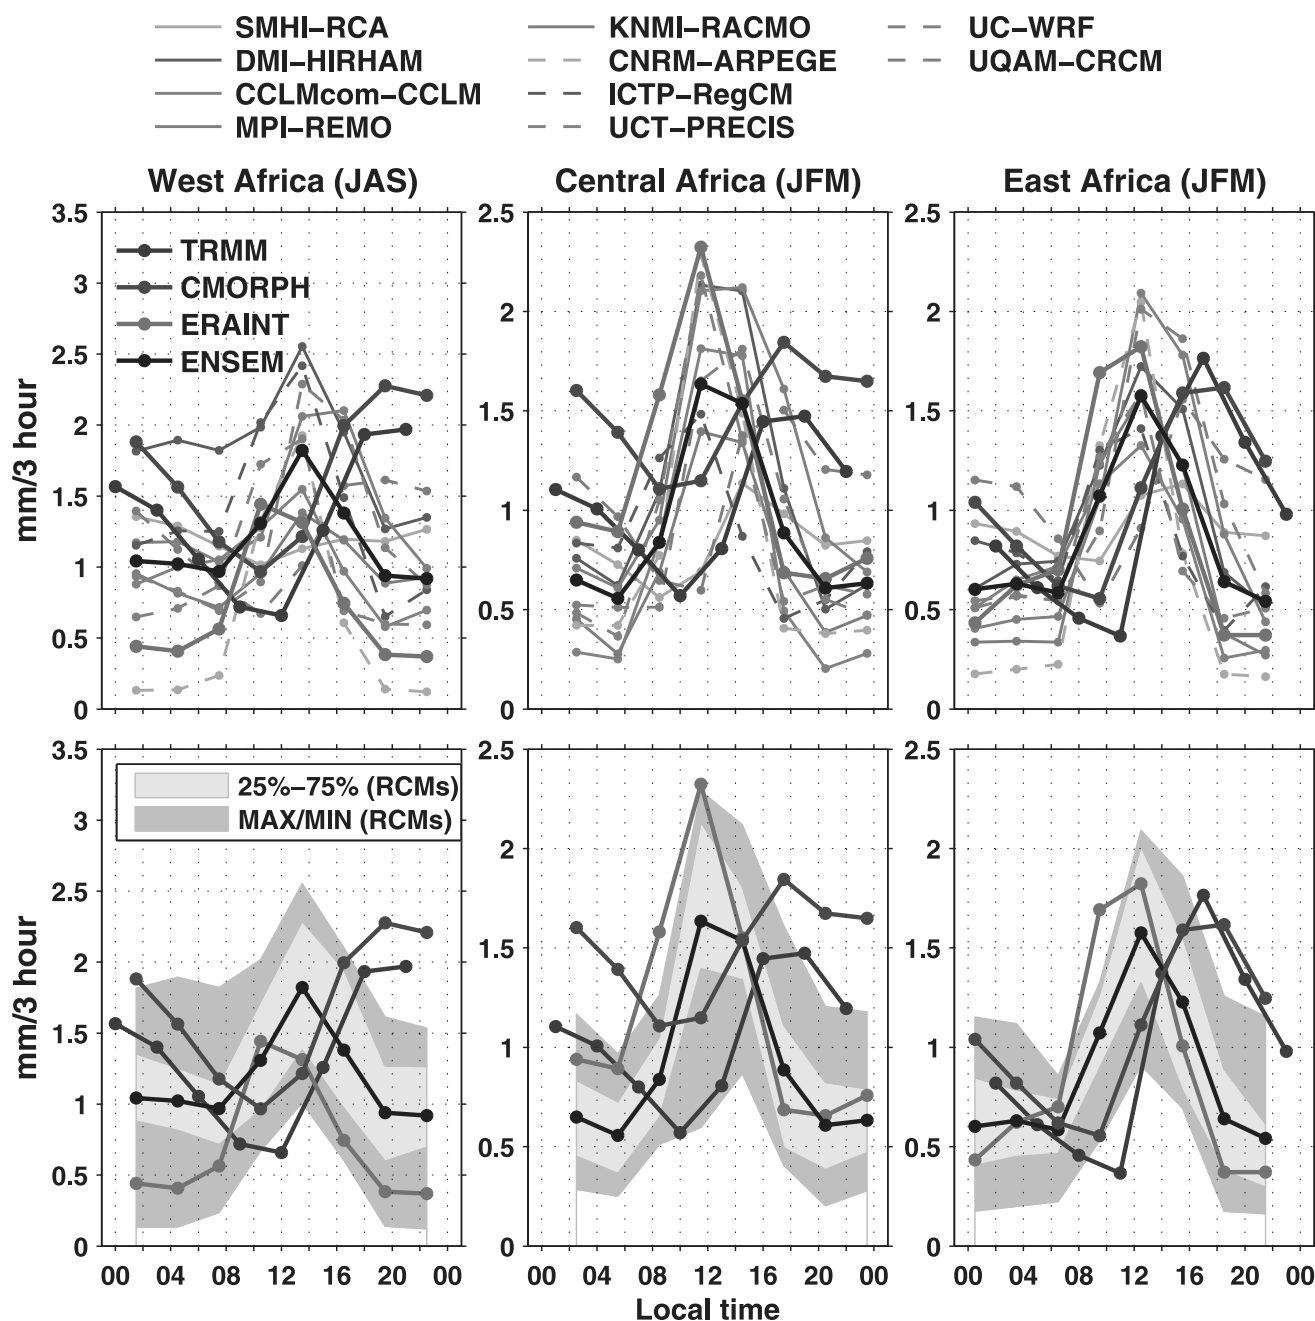 SMHI–RCA KNMI–RACMO UC–WRF
DMI–HIRHAM CNRM–ARPEGE UQAM–CRCM
CCLMcom–CCLM ICTP–RegCM
MPI–REMO UCT–PRECIS
West Africa (JAS) Central Africa (JFM) East Africa (JFM)
3.5 2.5 2.5
TRMM
3
CMORPH
2 2
ERAINT
2.5
ENSEM
mm/3 hour
2 1.5 1.5
1.5
1 1
1
0.5 0.5
0.5
0 0 0
3.5 2.5 2.5
25%–75% (RCMs)
3
MAX/MIN (RCMs)
2 2
2.5
mm/3 hour
2 1.5 1.5
1.5
1 1
1
0.5 0.5
0.5
0 0 0
00 04 08 12 16 20 00 00 04 08 12 16 20 00 00 04 08 12 16 20 00
Local time